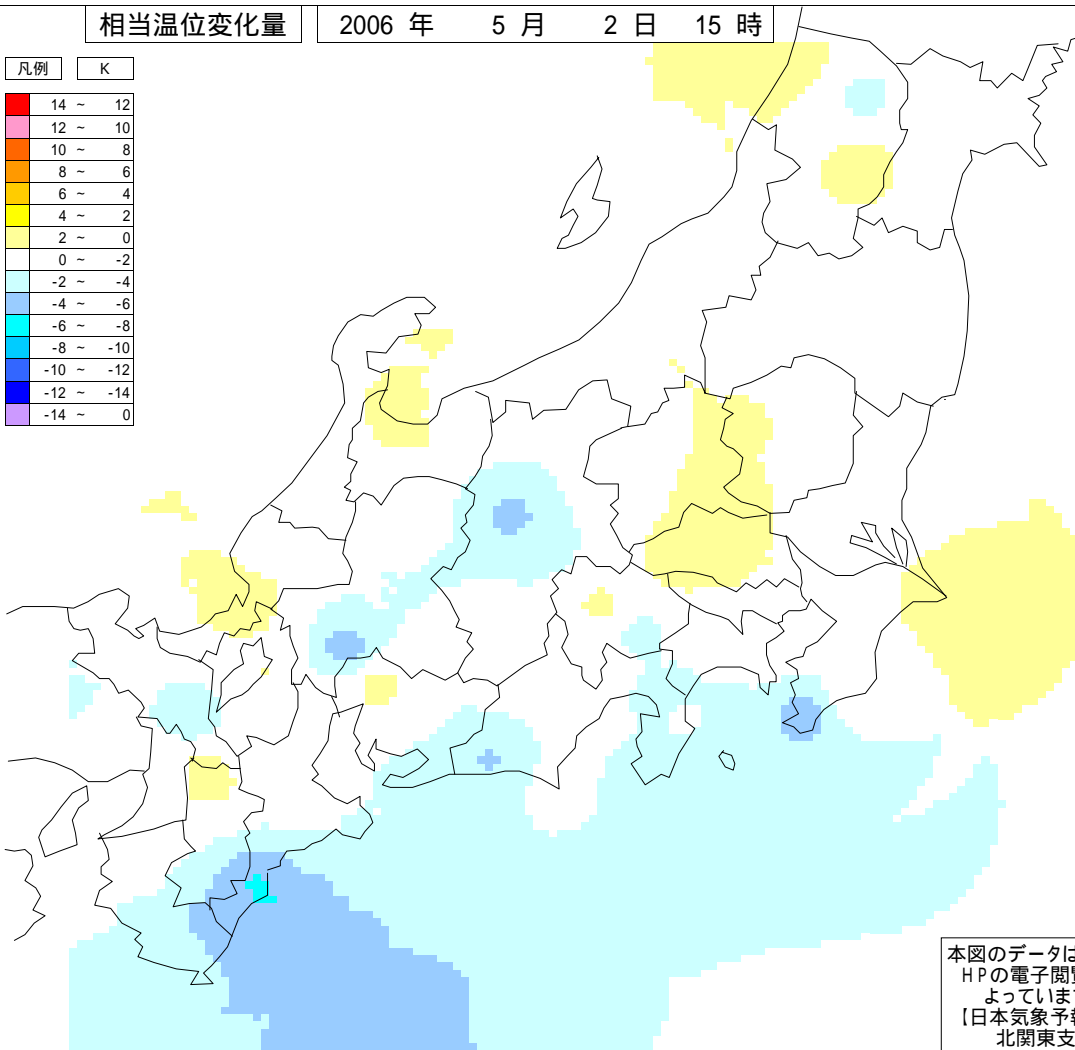 相当温位変化量 2006 年 5 月 2 日 15 時
凡例 K
14 ~ 12
12 ~ 10
10 ~ 8
8 ~ 6
6 ~ 4
4 ~ 2
2 ~ 0
0 ~ -2
-2 ~ -4
-4 ~ -6
-6 ~ -8
-8 ~ -10
-10 ~ -12
-12 ~ -14
-14 ~ 0
本図のデータは
HPの電子閲覧
よっています
【日本気象予報
北関東支